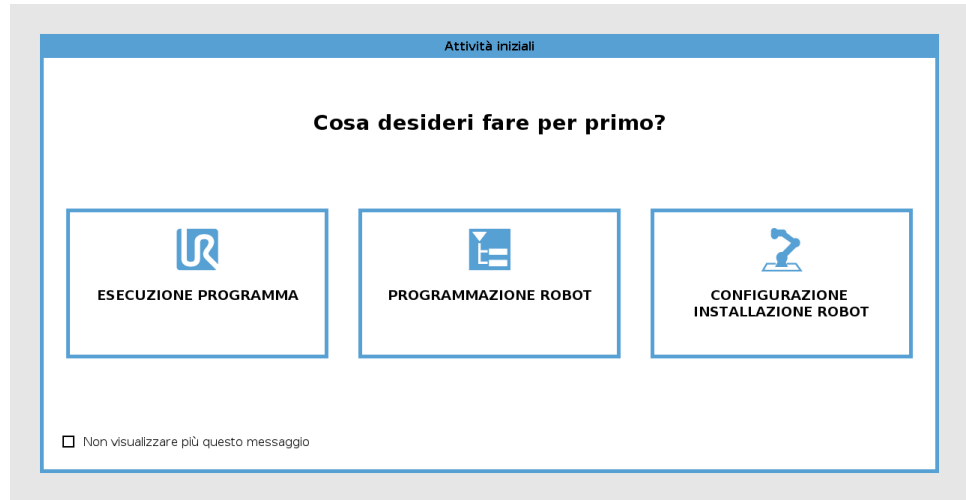 Attività iniziali
Cosa desideri fare per primo?
UR
ESECUZIONE PROGRAMMA
PROGRAMMAZIONE ROBOT
CONFIGURAZIONE
INSTALLAZIONE ROBOT
Non visualizzare più questo messaggio